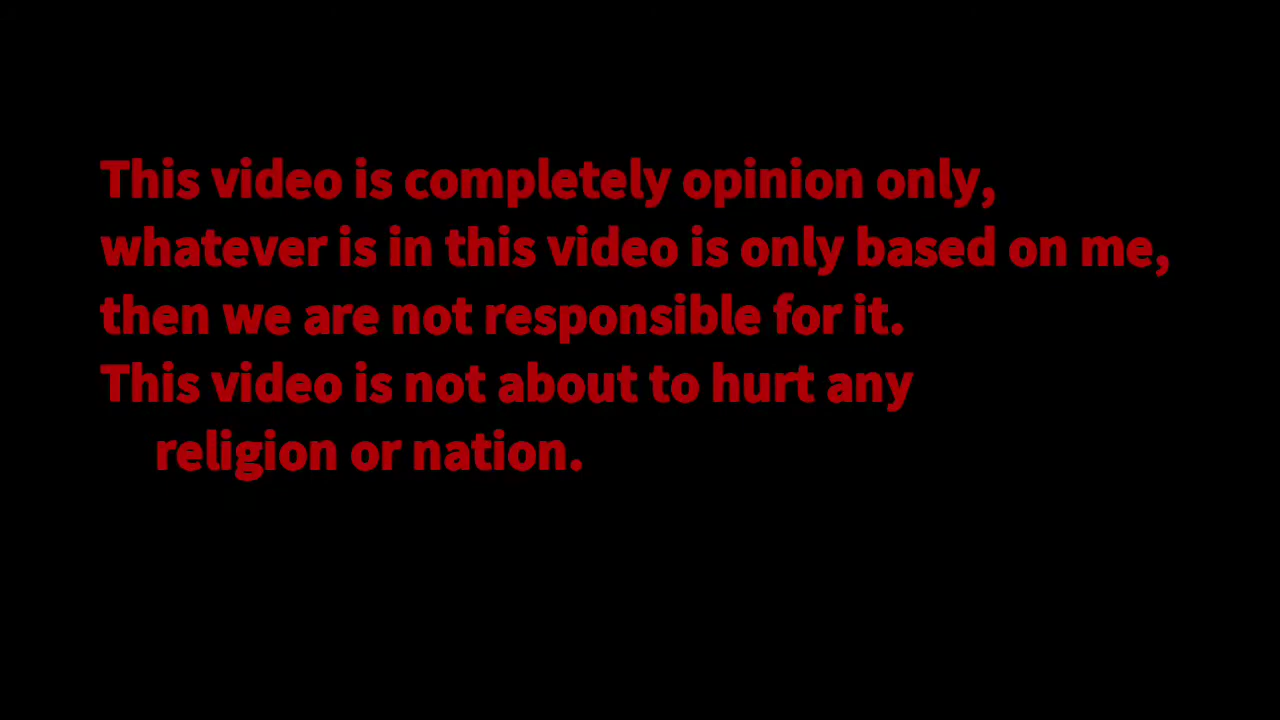 This video is completely opinion only,
whatever is in this video is only based on me,
then we are not responsible for it.
This video is not about to hurt any
religion or nation.